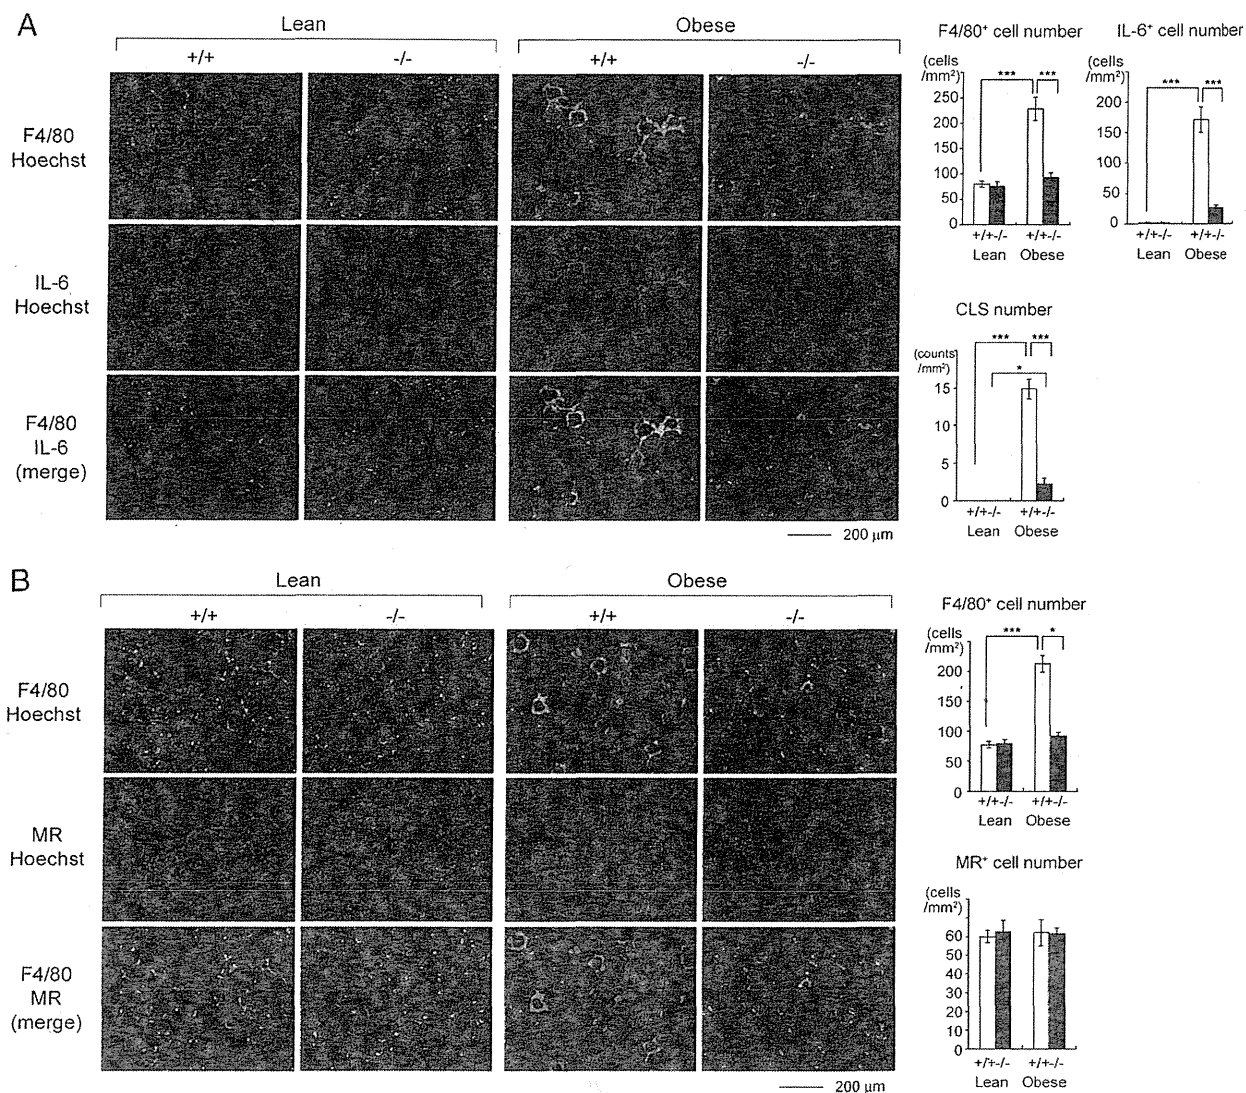 A
Lean
Obese
+/+
-/-
+/+
-/-
F4/80
Hoechst
IL-6
Hoechst
F4/80
IL-6
(merge)
200 µm
F4/80⁺ cell number
(cells
/mm²)
***
***
250
200
150
100
50
0
+/+-/-
+/+-/-
Lean
Obese
IL-6⁺ cell number
(cells
/mm²)
***
***
200
150
100
50
0
+/+-/-
+/+-/-
Lean
Obese
CLS number
(counts
/mm²)
***
***
*
15
10
5
0
+/+-/-
+/+-/-
Lean
Obese
B
Lean
Obese
+/+
-/-
+/+
-/-
F4/80
Hoechst
MR
Hoechst
F4/80
MR
(merge)
200 µm
F4/80⁺ cell number
(cells
/mm²)
***
*
200
150
100
50
0
+/+-/-
+/+-/-
Lean
Obese
MR⁺ cell number
(cells
/mm²)
60
50
40
30
20
10
0
+/+-/-
+/+-/-
Lean
Obese